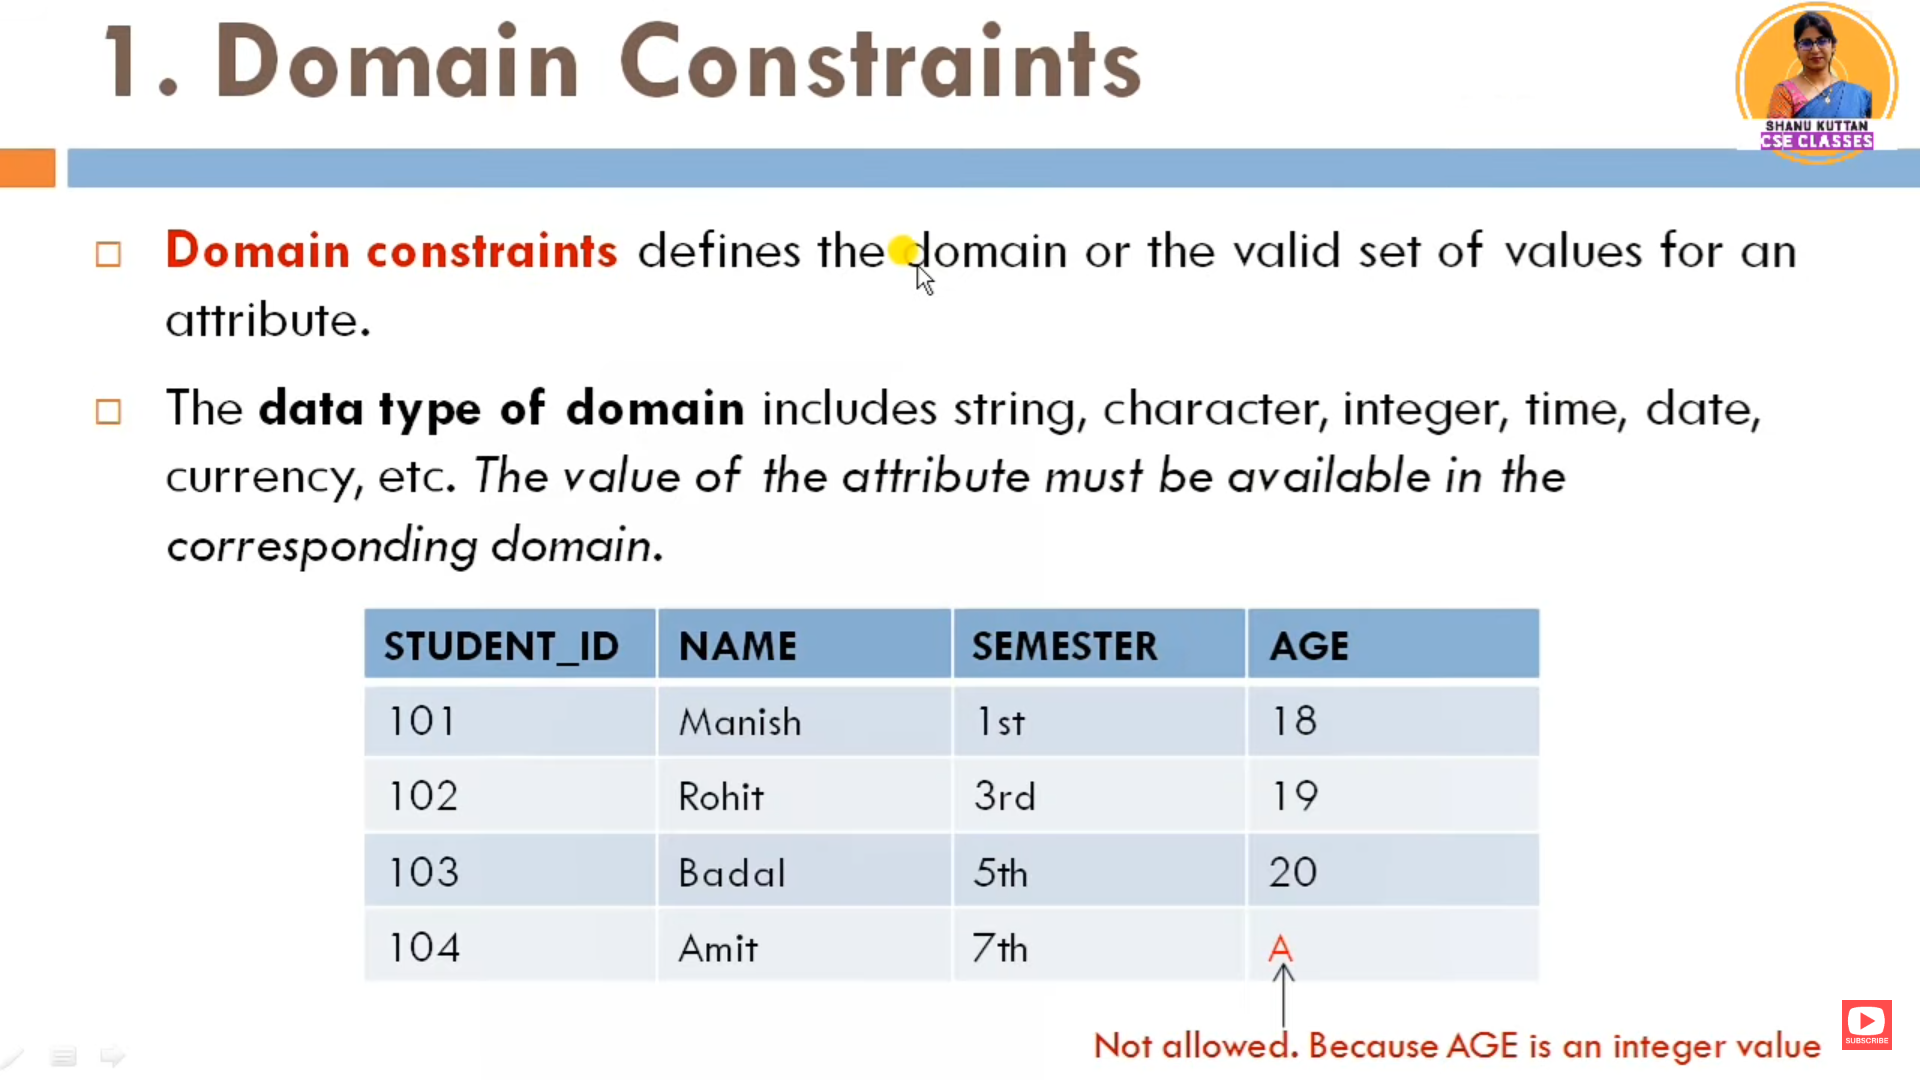 1. Domain Constraints
SHANU KUTTAN
CSE CLASSES
Domain constraints defines the domain or the valid set of values for an
attribute.
The data type of domain includes string, character, integer, time, date,
currency, etc. The value of the attribute must be available in the
corresponding domain.
STUDENT_ID NAME SEMESTER AGE
101 Manish 1st 18
102 Rohit 3rd 19
103 Badal 5th 20
104 Amit 7th A
Not allowed. Because AGE is an integer value
SUBSCRIBE